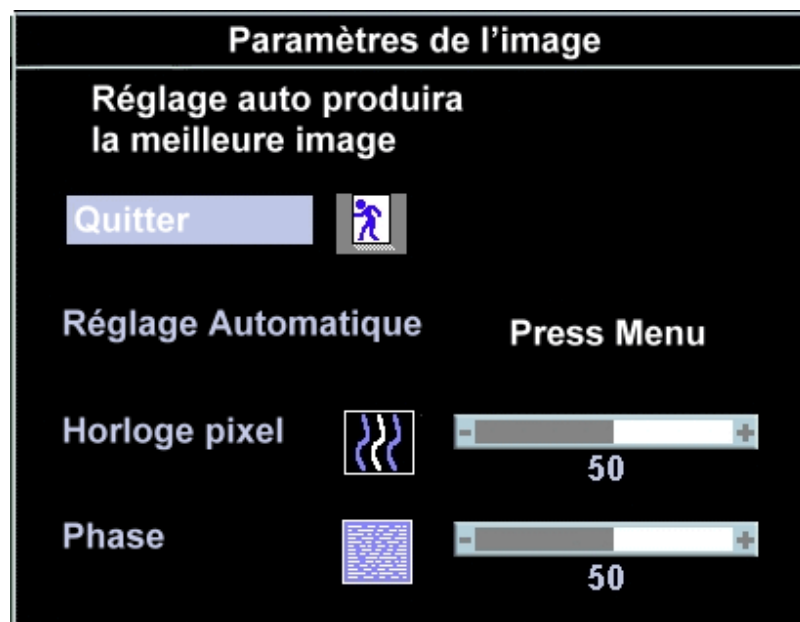 Paramètres de l’image
Réglage auto produira
la meilleure image
Quitter
Réglage Automatique Press Menu
Horloge pixel - +
50
Phase - +
50